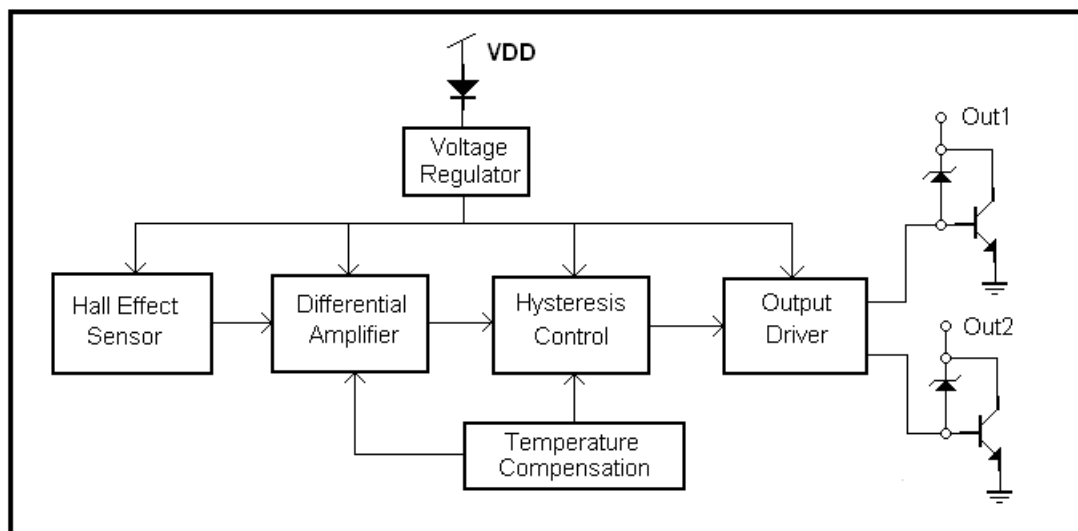 VDD
Voltage
Regulator
Out1
Hall Effect
Sensor
Differential
Amplifier
Hysteresis
Control
Output
Driver
Out2
Temperature
Compensation